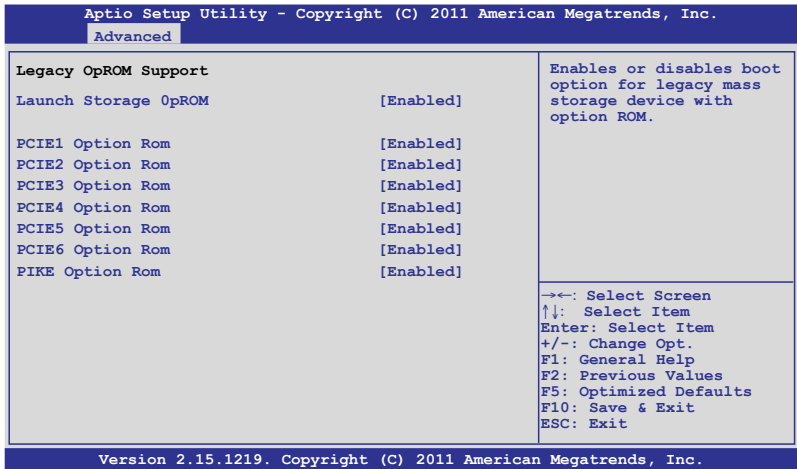 Aptio Setup Utility - Copyright (C) 2011 American Megatrends, Inc.
Advanced
Legacy OpROM Support
Launch Storage 0pROM [Enabled]
PCIE1 Option Rom [Enabled]
PCIE2 Option Rom [Enabled]
PCIE3 Option Rom [Enabled]
PCIE4 Option Rom [Enabled]
PCIE5 Option Rom [Enabled]
PCIE6 Option Rom [Enabled]
PIKE Option Rom [Enabled]
Enables or disables boot
option for legacy mass
storage device with
option ROM.
→←: Select Screen
↑↓: Select Item
Enter: Select Item
+/-: Change Opt.
F1: General Help
F2: Previous Values
F5: Optimized Defaults
F10: Save & Exit
ESC: Exit
Version 2.15.1219. Copyright (C) 2011 American Megatrends, Inc.